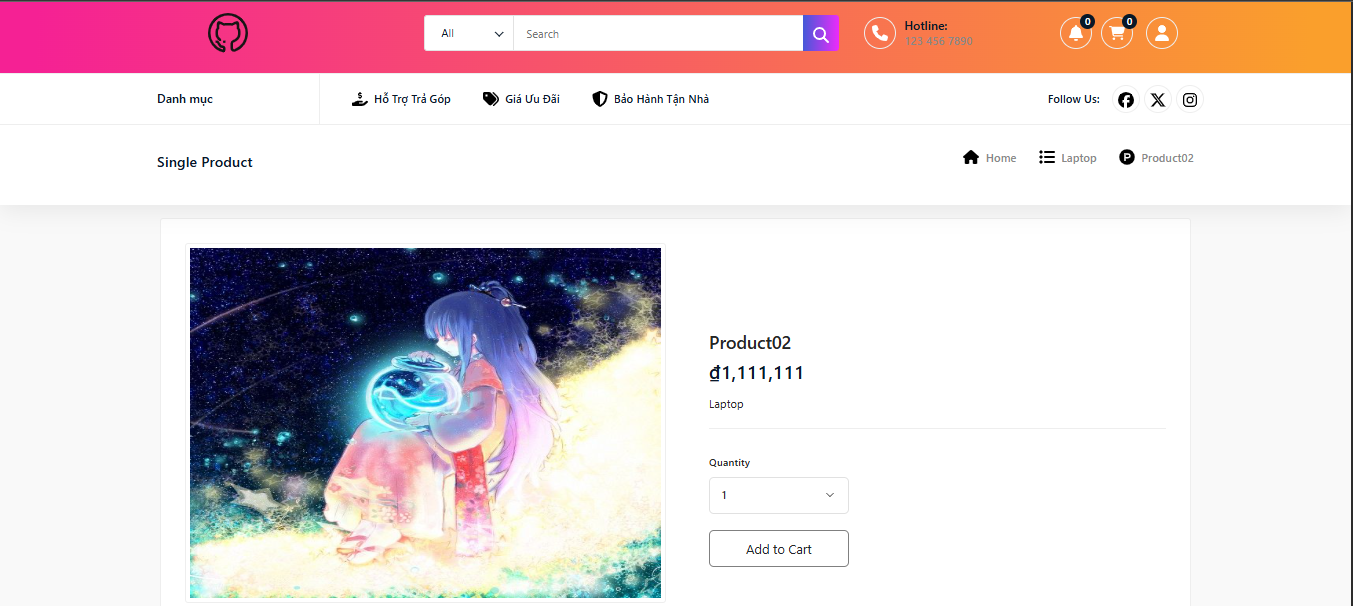 All
Search
Hotline:
123 456 7890
0
0
Danh mục
Hỗ Trợ Trả Góp
Giá Ưu Đãi
Bảo Hành Tận Nhà
Follow Us:
Single Product
Home
Laptop
Product02
Product02
₫1,111,111
Laptop
Quantity
1
Add to Cart